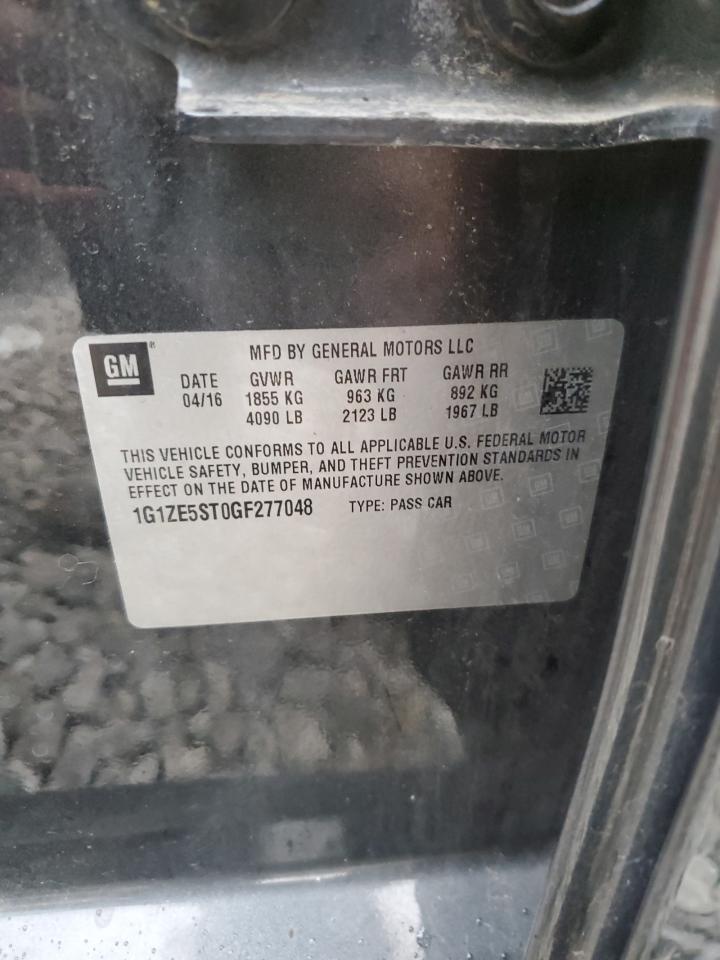 GM
MFD BY GENERAL MOTORS LLC
DATE GVWR GAWR FRT GAWR RR
04/16 1855 KG 963 KG 892 KG
4090 LB 2123 LB 1967 LB
THIS VEHICLE CONFORMS TO ALL APPLICABLE U.S. FEDERAL MOTOR
VEHICLE SAFETY, BUMPER, AND THEFT PREVENTION STANDARDS IN
EFFECT ON THE DATE OF MANUFACTURE SHOWN ABOVE.
1G1ZE5ST0GF277048 TYPE: PASS CAR